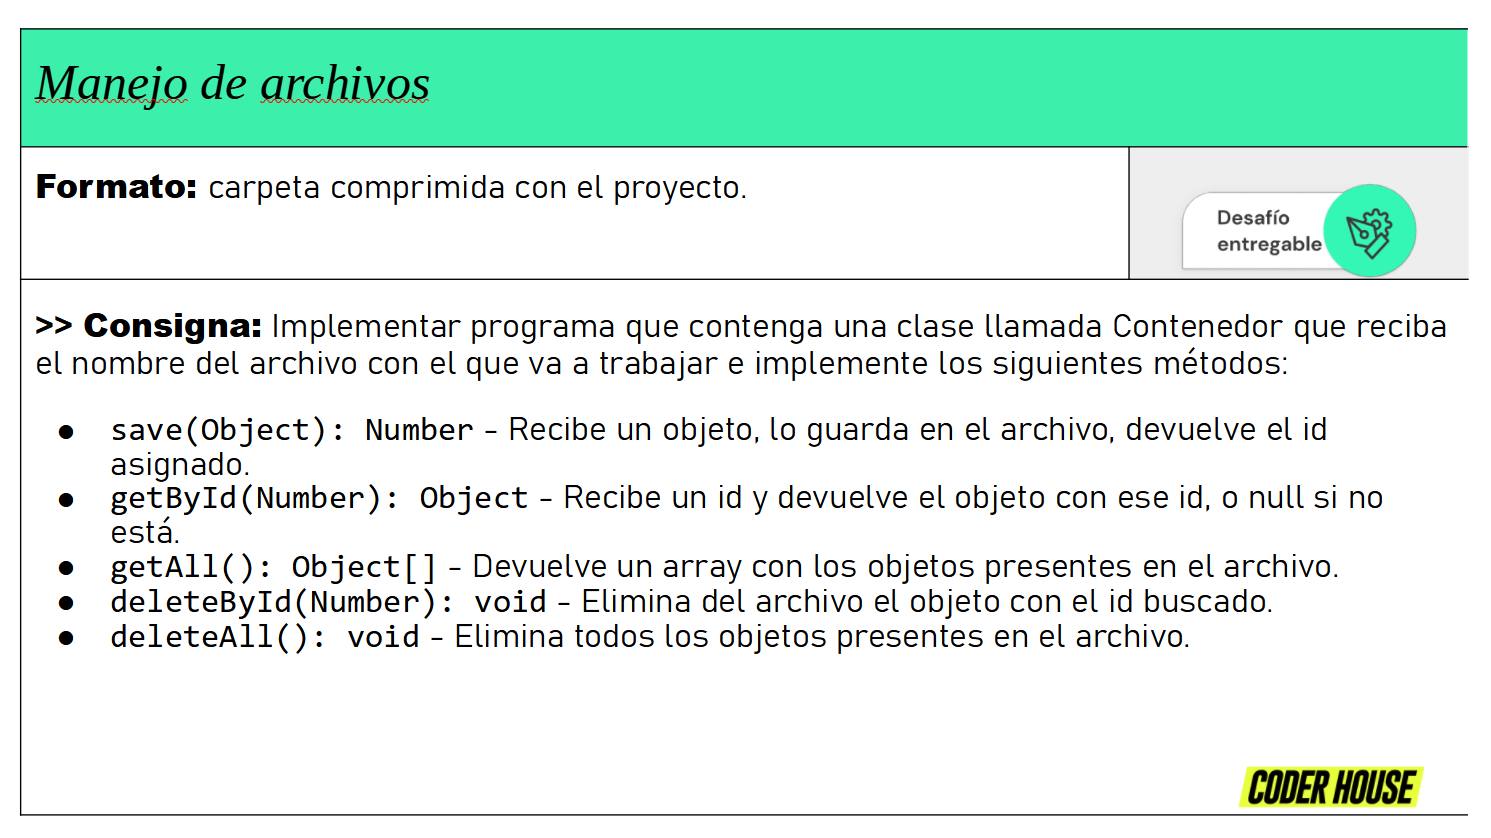 Manejo de archivos
Formato: carpeta comprimida con el proyecto.
Desafío
entregable
>> Consigna: Implementar programa que contenga una clase llamada Contenedor que reciba
el nombre del archivo con el que va a trabajar e implemente los siguientes métodos:
● save(Object): Number - Recibe un objeto, lo guarda en el archivo, devuelve el id
asignado.
● getById(Number): Object - Recibe un id y devuelve el objeto con ese id, o null si no
está.
● getAll(): Object[] - Devuelve un array con los objetos presentes en el archivo.
● deleteById(Number): void - Elimina del archivo el objeto con el id buscado.
● deleteAll(): void - Elimina todos los objetos presentes en el archivo.
CODER HOUSE